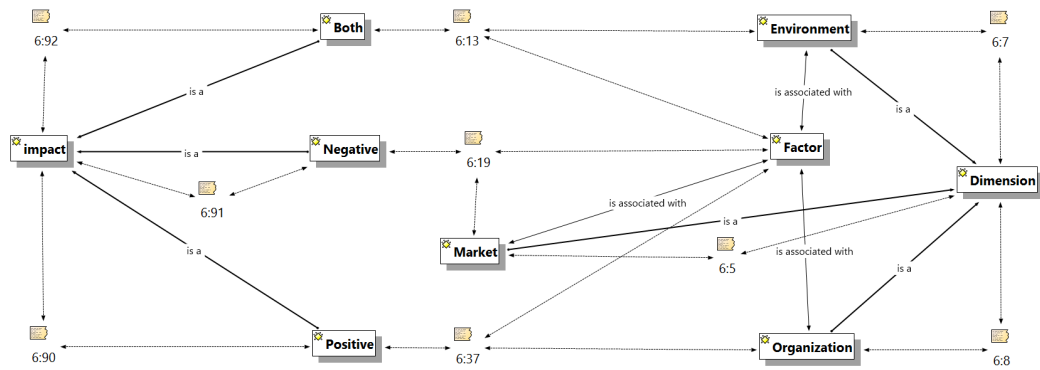 Both
Environment
6:92
6:13
6:7
is a
is associated with
is a
impact
is a
Negative
Factor
6:19
Dimension
6:91
is associated with
is a
Market
is a
6:5
is associated with
is a
Positive
Organization
6:90
6:37
6:8